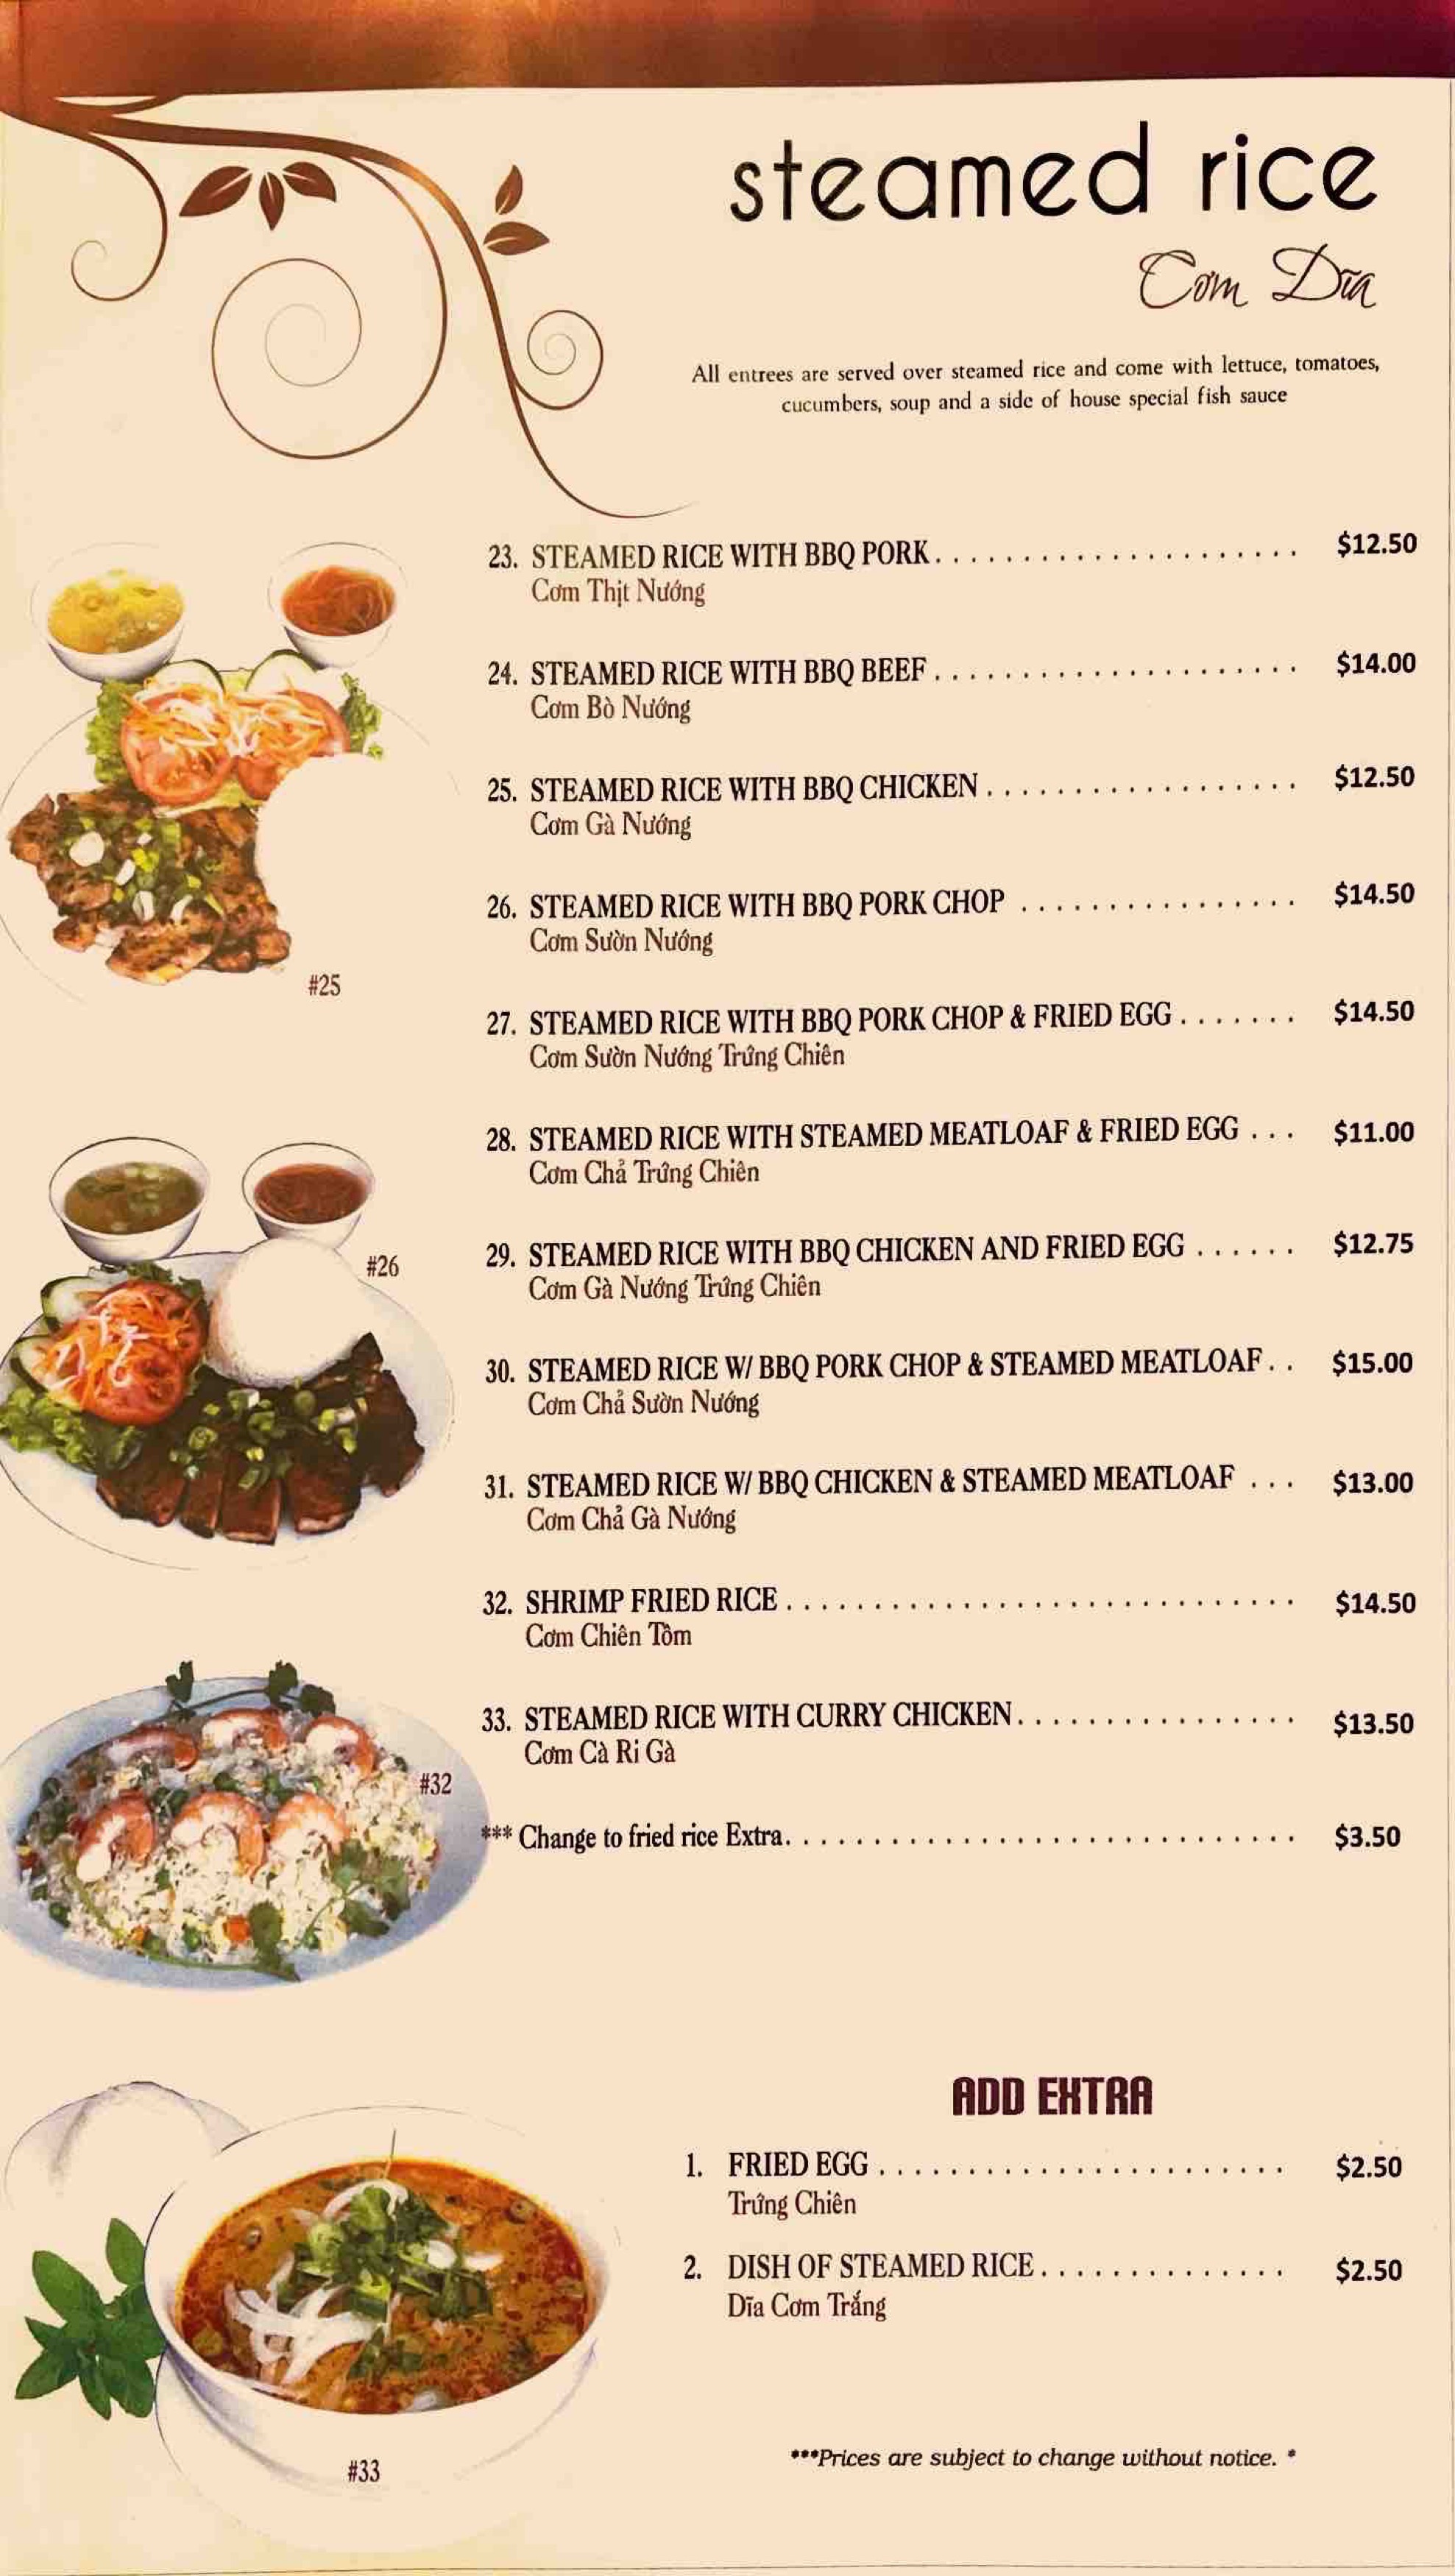 steamed rice
Cơm Dĩa
All entrees are served over steamed rice and come with lettuce, tomatoes,
cucumbers, soup and a side of house special fish sauce
23. STEAMED RICE WITH BBQ PORK. . . . . . . . . . . . . . . . . . . . . $12.50
Cơm Thịt Nướng
24. STEAMED RICE WITH BBQ BEEF . . . . . . . . . . . . . . . . . . . . . $14.00
Cơm Bò Nướng
25. STEAMED RICE WITH BBQ CHICKEN . . . . . . . . . . . . . . . . . . $12.50
Cơm Gà Nướng
26. STEAMED RICE WITH BBQ PORK CHOP . . . . . . . . . . . . . . . . $14.50
Cơm Sườn Nướng
#25
27. STEAMED RICE WITH BBQ PORK CHOP & FRIED EGG . . . . . . . $14.50
Cơm Sườn Nướng Trứng Chiên
28. STEAMED RICE WITH STEAMED MEATLOAF & FRIED EGG . . . $11.00
Cơm Chả Trứng Chiên
29. STEAMED RICE WITH BBQ CHICKEN AND FRIED EGG . . . . . . $12.75
Cơm Gà Nướng Trứng Chiên
#26
30. STEAMED RICE W/ BBQ PORK CHOP & STEAMED MEATLOAF. . $15.00
Cơm Chả Sườn Nướng
31. STEAMED RICE W/ BBQ CHICKEN & STEAMED MEATLOAF . . . $13.00
Cơm Chả Gà Nướng
32. SHRIMP FRIED RICE . . . . . . . . . . . . . . . . . . . . . . . . . . . . . $14.50
Cơm Chiên Tôm
33. STEAMED RICE WITH CURRY CHICKEN. . . . . . . . . . . . . . . . $13.50
Cơm Cà Ri Gà
#32
*** Change to fried rice Extra. . . . . . . . . . . . . . . . . . . . . . . . . . . . . $3.50
ADD EXTRA
1. FRIED EGG . . . . . . . . . . . . . . . . . . . . . . . $2.50
Trứng Chiên
2. DISH OF STEAMED RICE. . . . . . . . . . . . . . $2.50
Dĩa Cơm Trắng
***Prices are subject to change without notice. *
#33